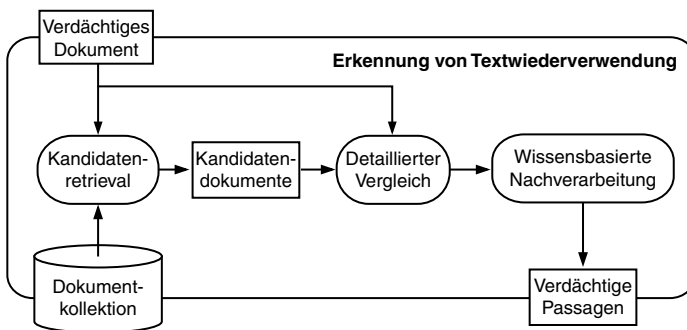 Verdächtiges
Dokument
Erkennung von Textwiederverwendung
Kandidaten-
retrieval
Kandidaten-
dokumente
Detaillierter
Vergleich
Wissensbasierte
Nachverarbeitung
Dokument-
kollektion
Verdächtige
Passagen